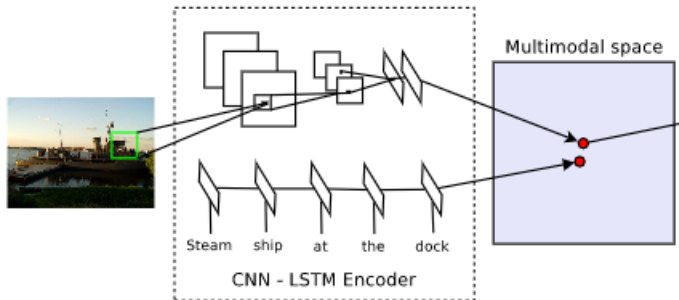 Multimodal space
Steam ship at the dock
CNN - LSTM Encoder